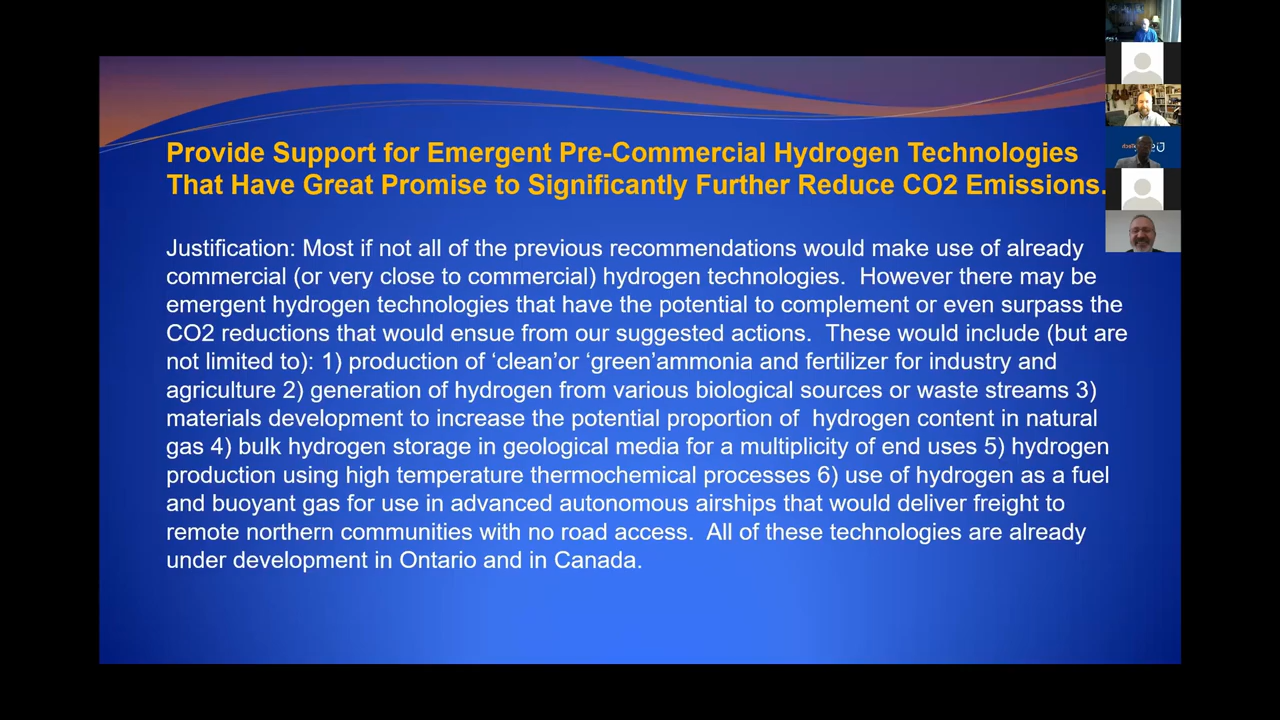 Provide Support for Emergent Pre-Commercial Hydrogen Technologies
That Have Great Promise to Significantly Further Reduce CO2 Emissions.
Justification: Most if not all of the previous recommendations would make use of already
commercial (or very close to commercial) hydrogen technologies.  However there may be
emergent hydrogen technologies that have the potential to complement or even surpass the
CO2 reductions that would ensue from our suggested actions.  These would include (but are
not limited to): 1) production of ‘clean’or ‘green’ammonia and fertilizer for industry and
agriculture 2) generation of hydrogen from various biological sources or waste streams 3)
materials development to increase the potential proportion of  hydrogen content in natural
gas 4) bulk hydrogen storage in geological media for a multiplicity of end uses 5) hydrogen
production using high temperature thermochemical processes 6) use of hydrogen as a fuel
and buoyant gas for use in advanced autonomous airships that would deliver freight to
remote northern communities with no road access.  All of these technologies are already
under development in Ontario and in Canada.